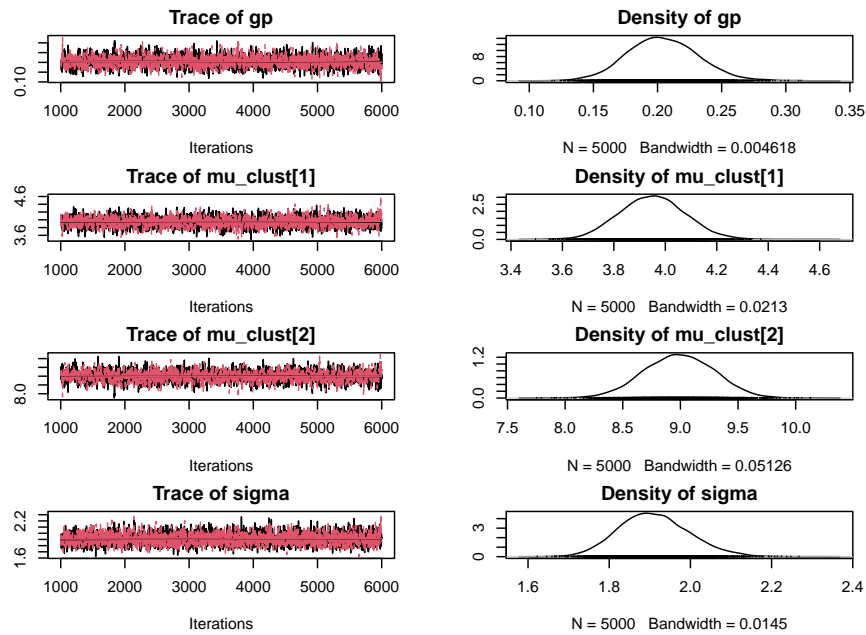 Trace of gp
0.10
1000 2000 3000 4000 5000 6000
Iterations
Density of gp
0 8
0.10 0.15 0.20 0.25 0.30 0.35
N = 5000 Bandwidth = 0.004618
Trace of mu_clust[1]
3.6 4.6
1000 2000 3000 4000 5000 6000
Iterations
Density of mu_clust[1]
0.0 2.5
3.4 3.6 3.8 4.0 4.2 4.4 4.6
N = 5000 Bandwidth = 0.0213
Trace of mu_clust[2]
8.0
1000 2000 3000 4000 5000 6000
Iterations
Density of mu_clust[2]
0.0 1.2
7.5 8.0 8.5 9.0 9.5 10.0
N = 5000 Bandwidth = 0.05126
Trace of sigma
1.6 2.2
1000 2000 3000 4000 5000 6000
Iterations
Density of sigma
0 3
1.6 1.8 2.0 2.2 2.4
N = 5000 Bandwidth = 0.0145